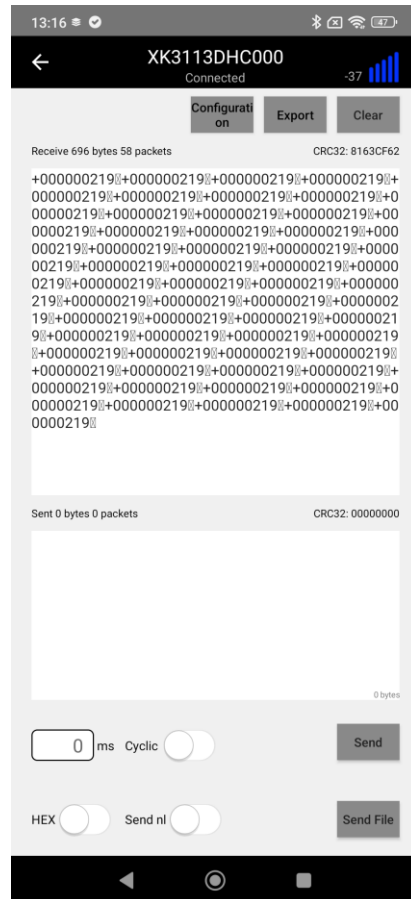 13:16
47
XK3113DHC000
Connected
-37
Configurati
on
Export
Clear
Receive 696 bytes 58 packets
CRC32: 8163CF62
+000000219▯+000000219▯+000000219▯+000000219▯+
000000219▯+000000219▯+000000219▯+000000219▯+0
00000219▯+000000219▯+000000219▯+000000219▯+00
0000219▯+000000219▯+000000219▯+000000219▯+000
000219▯+000000219▯+000000219▯+000000219▯+0000
00219▯+000000219▯+000000219▯+000000219▯+00000
0219▯+000000219▯+000000219▯+000000219▯+000000
219▯+000000219▯+000000219▯+000000219▯+0000002
19▯+000000219▯+000000219▯+000000219▯+00000021
9▯+000000219▯+000000219▯+000000219▯+000000219
▯+000000219▯+000000219▯+000000219▯+000000219▯
+000000219▯+000000219▯+000000219▯+000000219▯+
000000219▯+000000219▯+000000219▯+000000219▯+0
00000219▯+000000219▯+000000219▯+000000219▯+00
0000219▯
Sent 0 bytes 0 packets
CRC32: 00000000
0 bytes
0
ms
Cyclic
Send
HEX
Send nl
Send File